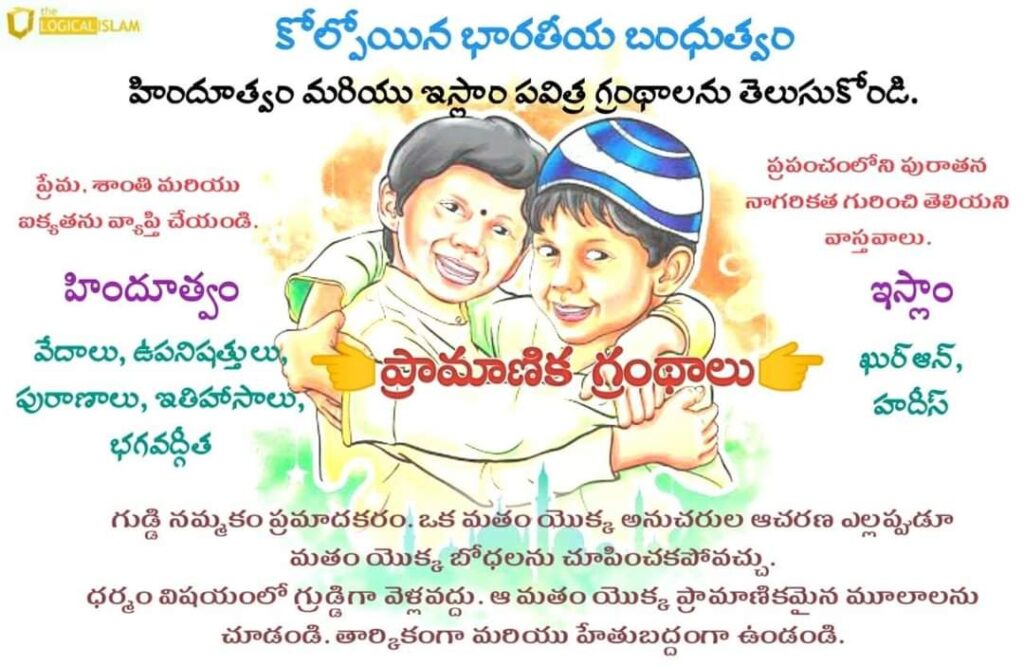 the
LOGICALISLAM
కోల్పోయిన భారతీయ బంధుత్వం
హిందూత్వం మరియు ఇస్లాం పవిత్ర గ్రంథాలను తెలుసుకోండి.
ప్రేమ, శాంతి మరియు
ఐక్యతను వ్యాప్తి చేయండి.
ప్రపంచంలోని పురాతన
నాగరికత గురించి తెలియని
వాస్తవాలు.
హిందూత్వం
వేదాలు, ఉపనిషత్తులు,
పురాణాలు, ఇతిహాసాలు,
భగవద్గీత
ప్రామాణిక గ్రంథాలు
ఇస్లాం
ఖుర్ఆన్,
హదీస్
గుడ్డి నమ్మకం ప్రమాదకరం. ఒక మతం యొక్క అనుచరుల ఆచరణ ఎల్లప్పుడూ
మతం యొక్క బోధలను చూపించకపోవచ్చు.
ధర్మం విషయంలో గ్రుడ్డిగా వెళ్లవద్దు. ఆ మతం యొక్క ప్రామాణికమైన మూలాలను
చూడండి. తార్కికంగా మరియు హేతుబద్దంగా ఉండండి.